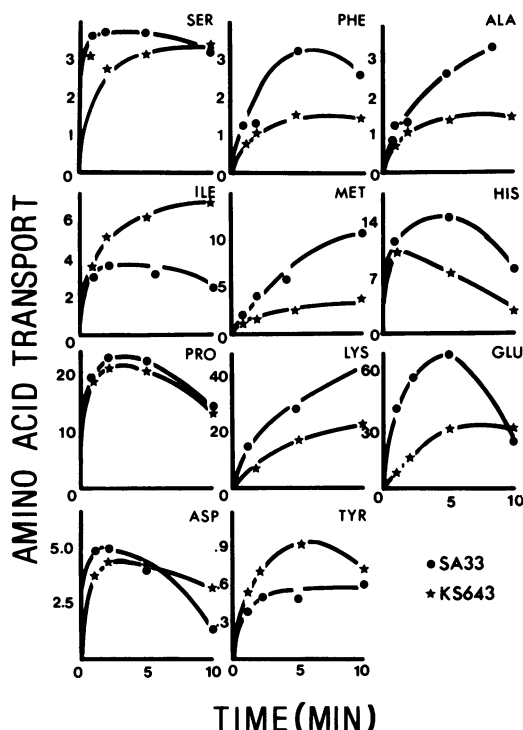 AMINO ACID TRANSPORT
SER
3
2
1
0
PHE
3
2
1
0
ALA
3
2
1
0
ILE
6
4
2
0
MET
10
5
0
HIS
14
7
0
PRO
20
10
0
LYS
40
20
0
GLU
60
30
0 5 10
ASP
5.0
2.5
0 5 10
TYR
.9
.6
.3
0 5 10
SA33
KS643
TIME(MIN)